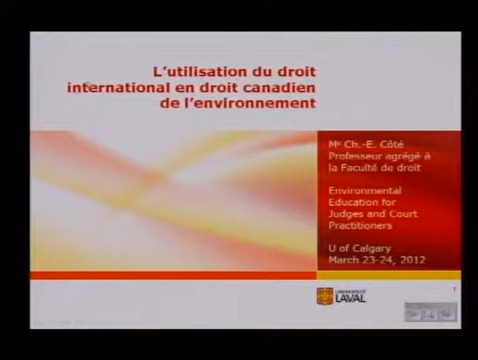 L'utilisation du droit
international en droit canadien
de l'environnement
Me Ch.-E. Côté
Professeur agrégé à
la Faculté de droit
Environmental
Education for
Judges and Court
Practitioners
U of Calgary
March 23-24, 2012
UNIVERSITÉ
LAVAL
1